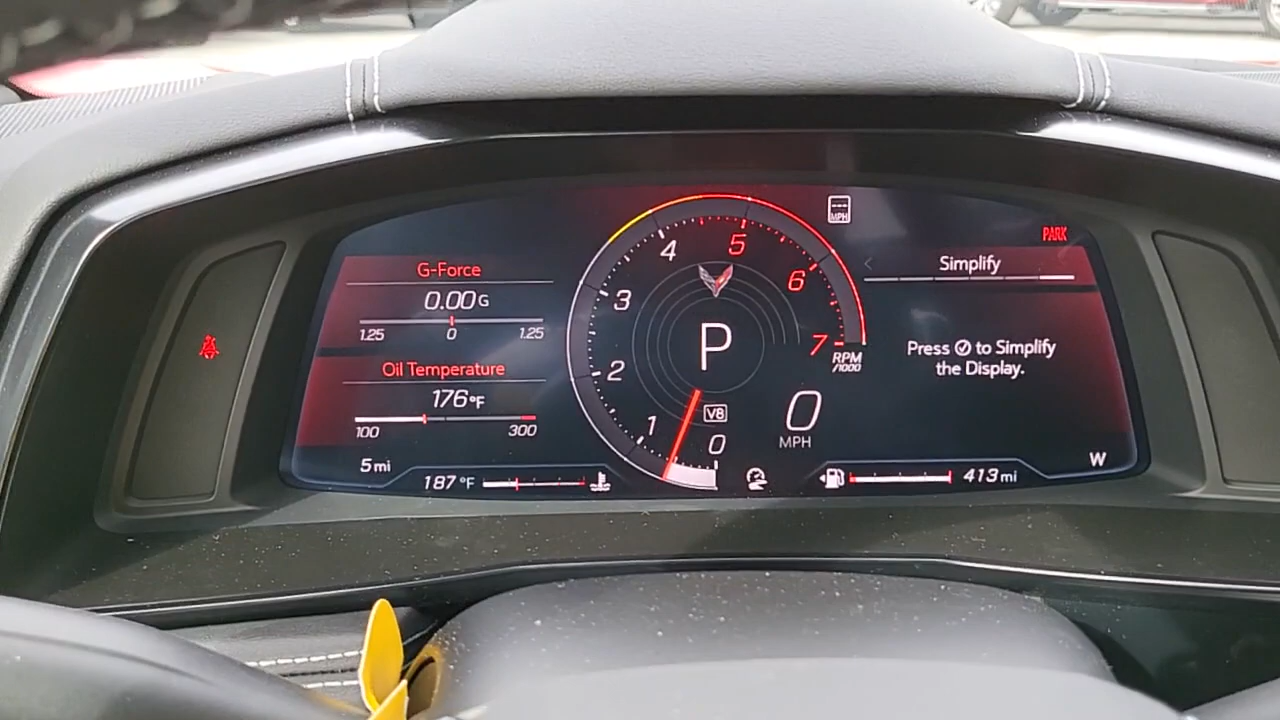 MPH
PARK
G-Force
0.00G
1.25 0 1.25
Oil Temperature
176°F
100 300
5 mi
187 °F
0
1
2
3
4
5
6
7
RPM
/1000
P
V8
0
MPH
Simplify
Press to Simplify
the Display.
413 mi
W